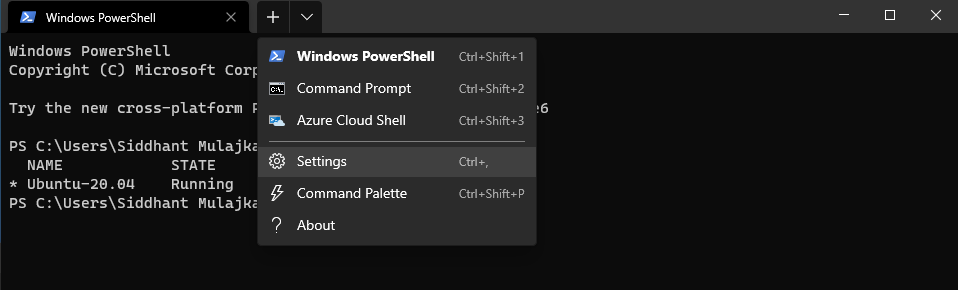 Windows PowerShell
Windows PowerShell
Copyright (C) Microsoft Corp
Try the new cross-platform P e6
PS C:\Users\Siddhant Mulajka
NAME STATE
* Ubuntu-20.04 Running
PS C:\Users\Siddhant Mulajka
Windows PowerShell Ctrl+Shift+1
Command Prompt Ctrl+Shift+2
Azure Cloud Shell Ctrl+Shift+3
Settings Ctrl+,
Command Palette Ctrl+Shift+P
About